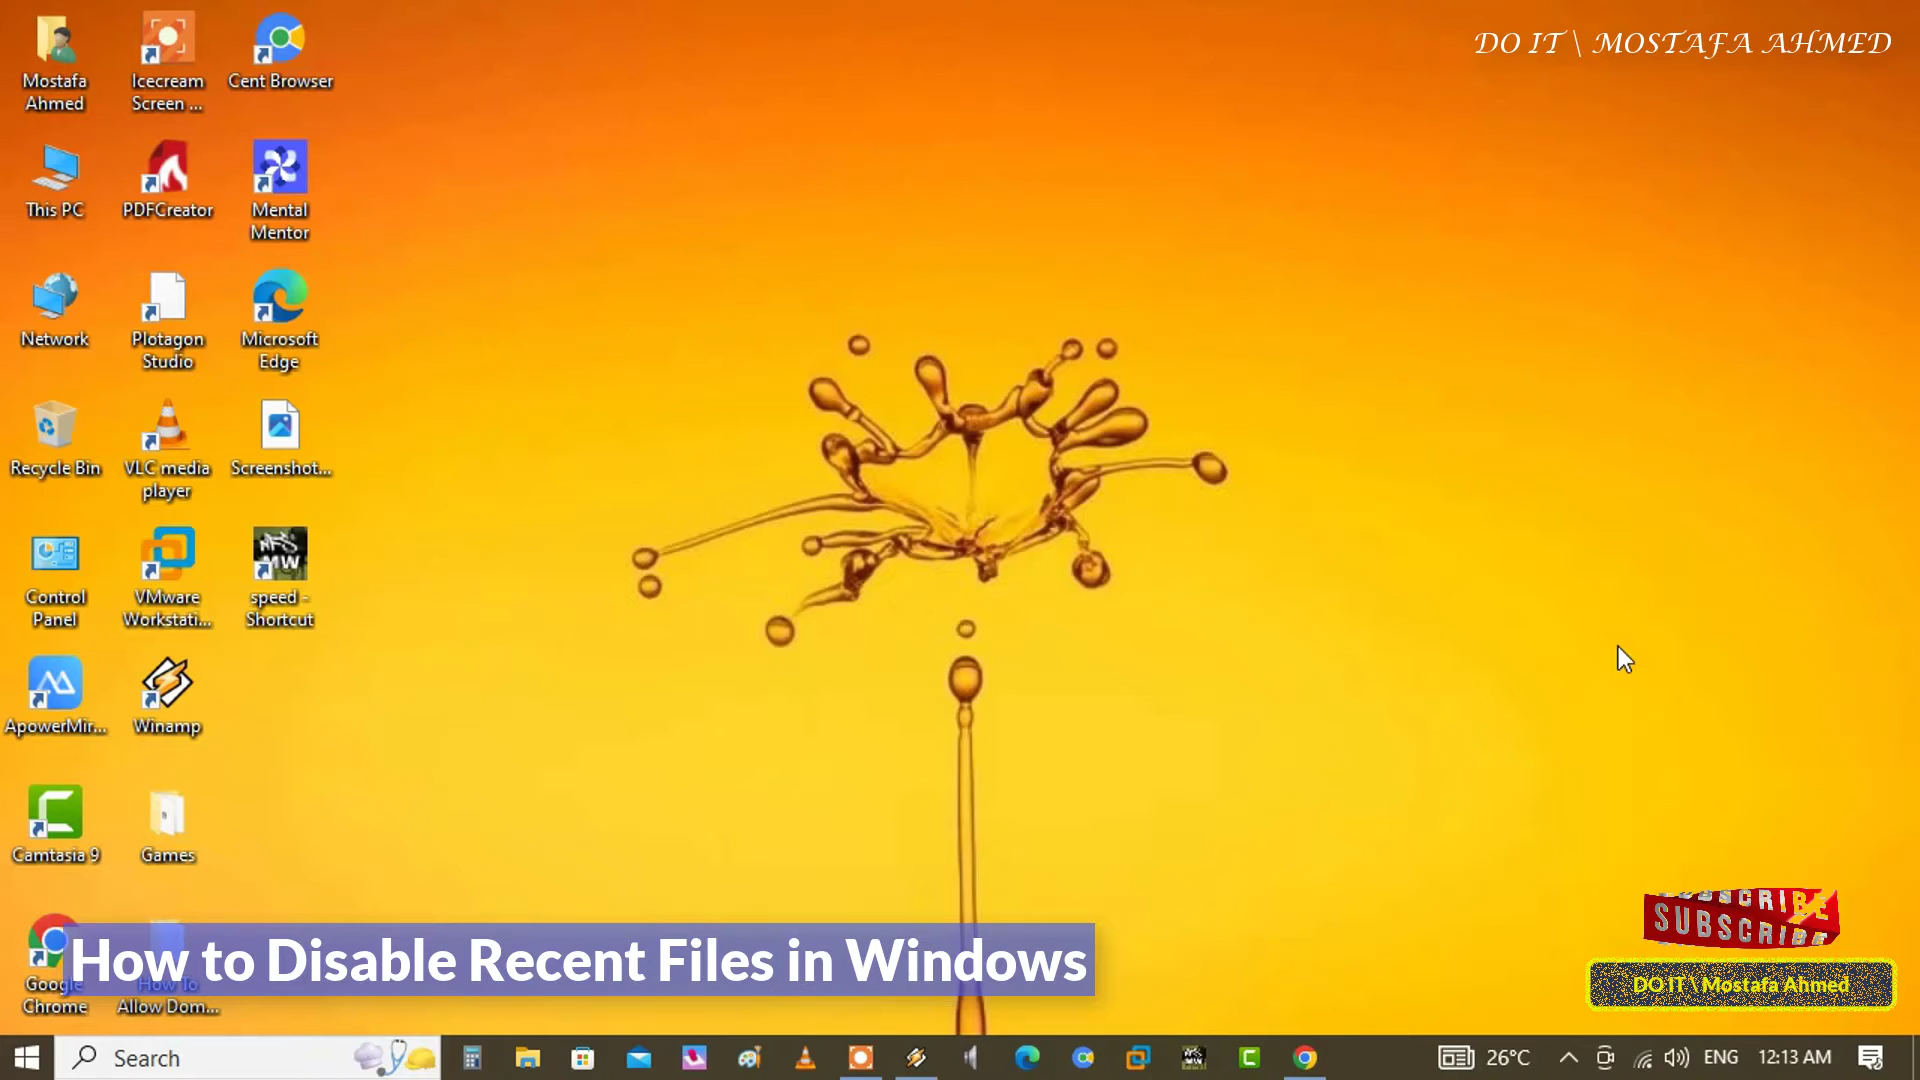 DO IT \ MOSTAFA AHMED
Mostafa
Ahmed
Icecream
Screen ...
Cent Browser
This PC
PDFCreator
Mental
Mentor
Network
Plotagon
Studio
Microsoft
Edge
Recycle Bin
VLC media
player
Screenshot...
Control
Panel
VMware
Workstati...
NFS
MW
speed -
Shortcut
ApowerMir...
Winamp
Camtasia 9
Games
Google
Chrome
How To
Allow Dom...
How to Disable Recent Files in Windows
SUBSCRIBE
SUBSCRIBE
DO IT \ Mostafa Ahmed
Search
26°C
ENG
12:13 AM